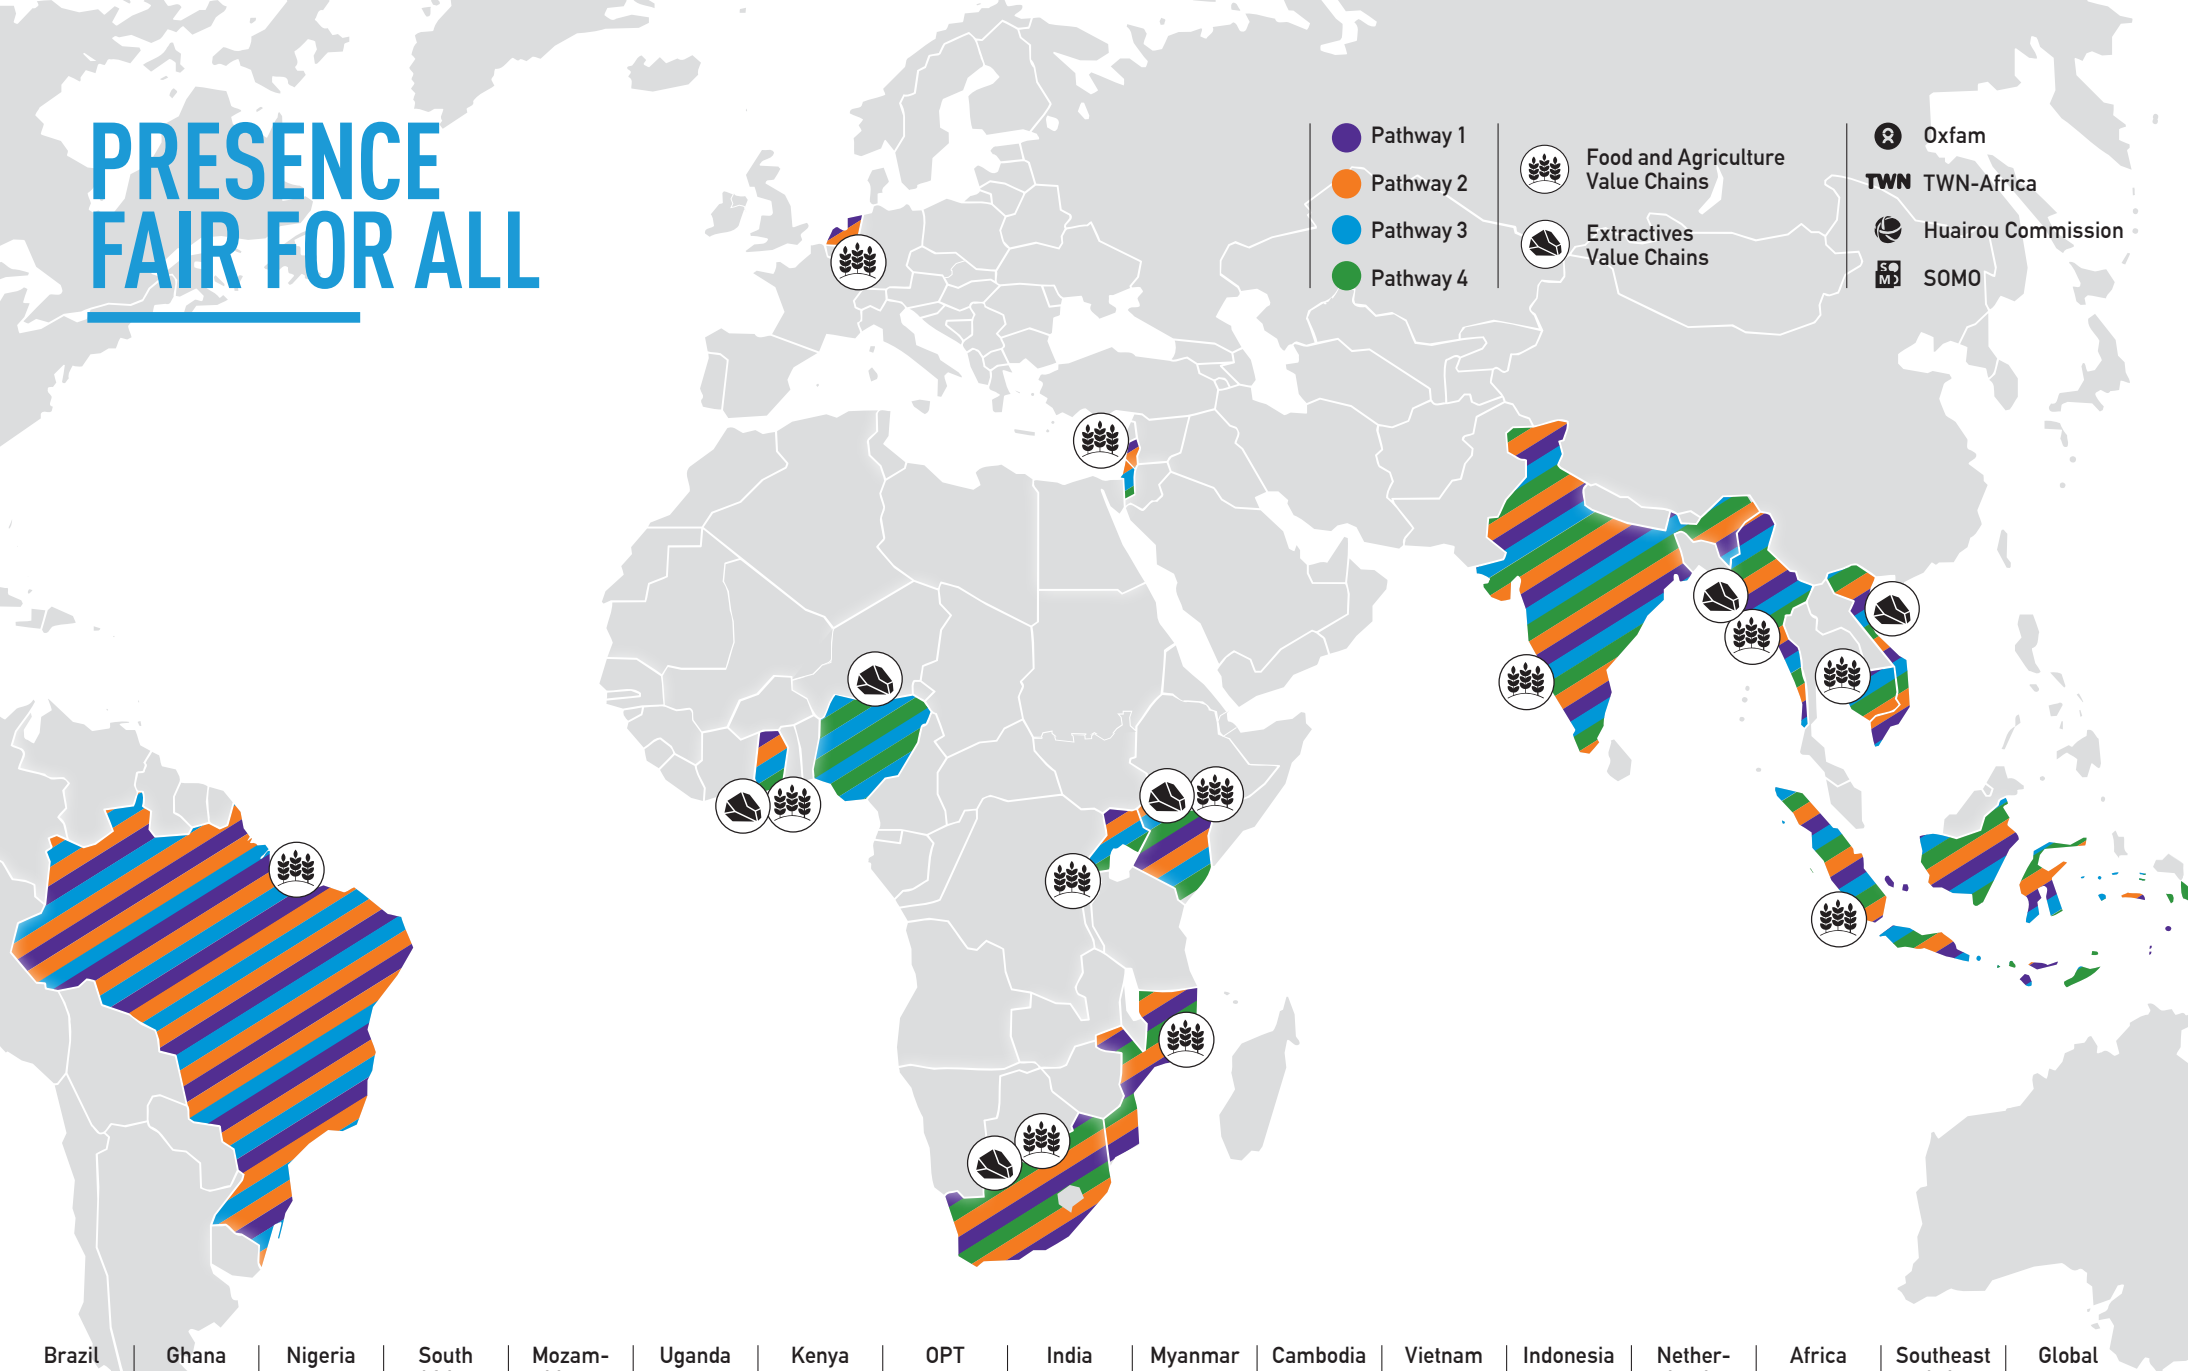 PRESENCE
FAIR FOR ALL
Pathway 1
Pathway 2
Pathway 3
Pathway 4
Food and Agriculture
Value Chains
Extractives
Value Chains
Oxfam
TWN TWN-Africa
Huairou Commission
SOMO SOMO
Brazil
Ghana
Nigeria
South
Mozam-
Uganda
Kenya
OPT
India
Myanmar
Cambodia
Vietnam
Indonesia
Nether-
Africa
Southeast
Global